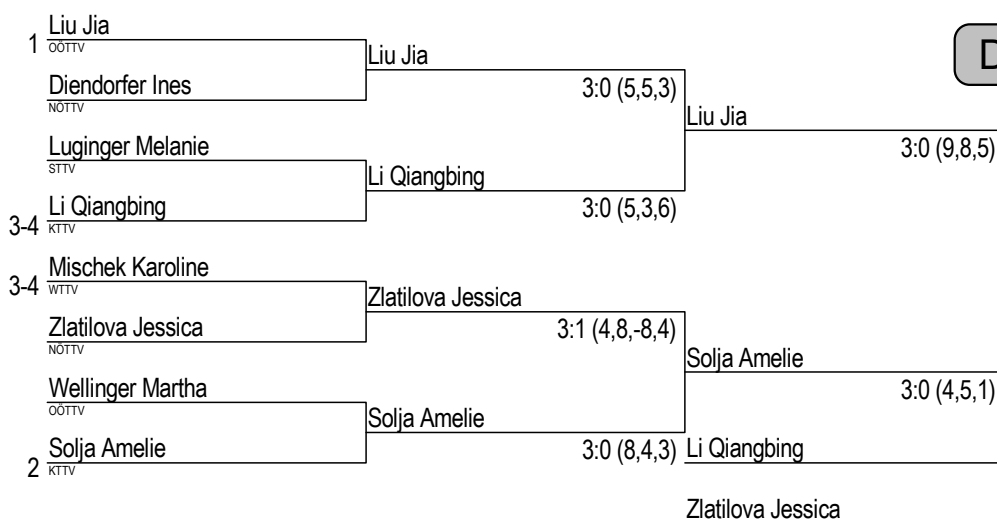 Liu Jia
1
OÖTTV
Liu Jia
D
Diendorfer Ines
3:0 (5,5,3)
NÖTTV
Liu Jia
Luginger Melanie
3:0 (9,8,5)
STTV
Li Qiangbing
Li Qiangbing
3:0 (5,3,6)
3-4
KTTV
Mischek Karoline
3-4
WTTV
Zlatilova Jessica
Zlatilova Jessica
3:1 (4,8,-8,4)
NÖTTV
Solja Amelie
Wellinger Martha
3:0 (4,5,1)
OÖTTV
Solja Amelie
Solja Amelie
3:0 (8,4,3)
Li Qiangbing
2
KTTV
Zlatilova Jessica